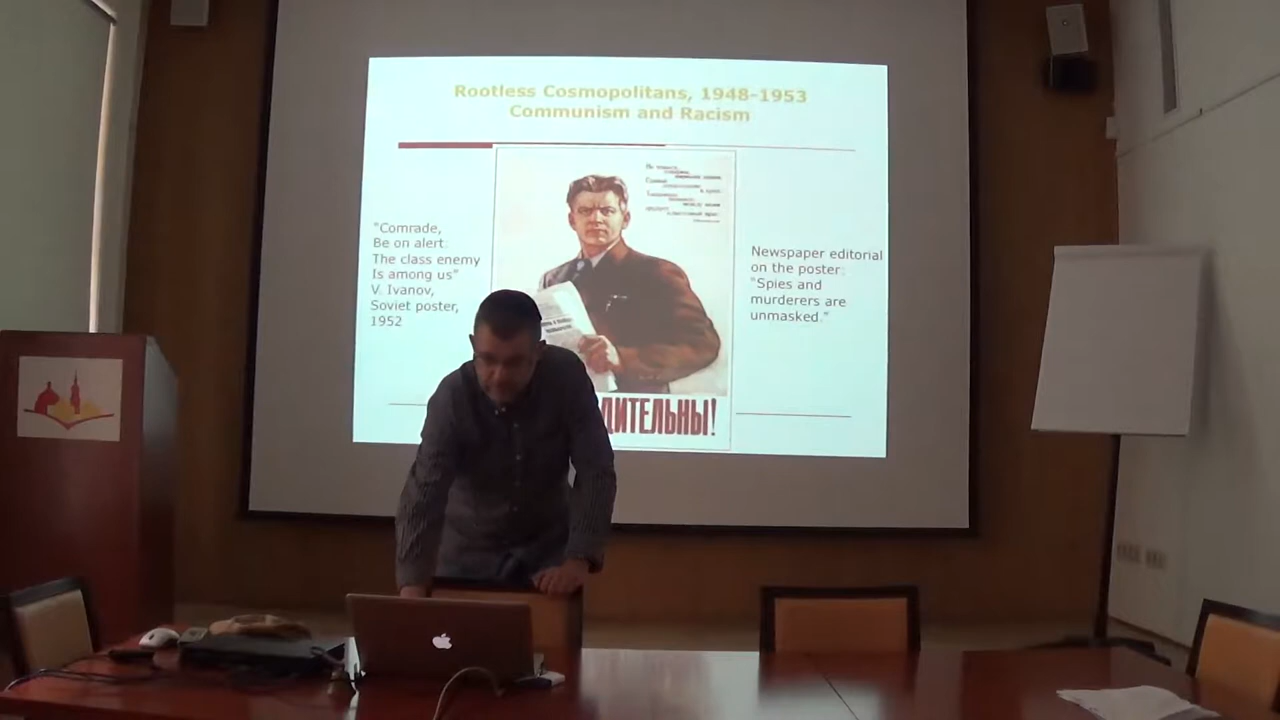 Rootless Cosmopolitans, 1948-1953
Communism and Racism
"Comrade,
Be on alert:
The class enemy
Is among us"
V. Ivanov,
Soviet poster,
1952
Newspaper editorial
on the poster:
"Spies and
murderers are
unmasked."
ДИТЕЛЬНЫ!